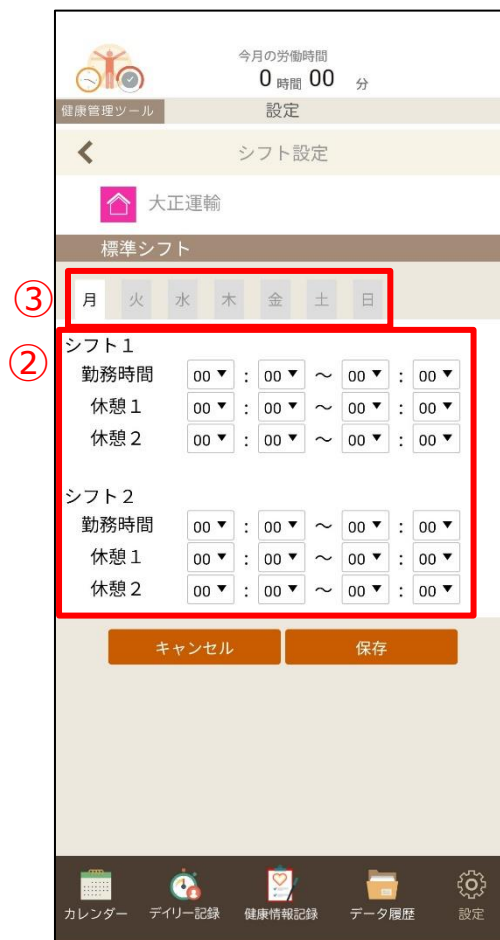 今月の労働時間
0 時間 00 分
健康管理ツール 設定
シフト設定
大正運輸
標準シフト
③ 月 火 水 木 金 土 日
②
シフト１
勤務時間 00 ▼ : 00 ▼ ～ 00 ▼ : 00 ▼
休憩１ 00 ▼ : 00 ▼ ～ 00 ▼ : 00 ▼
休憩２ 00 ▼ : 00 ▼ ～ 00 ▼ : 00 ▼
シフト２
勤務時間 00 ▼ : 00 ▼ ～ 00 ▼ : 00 ▼
休憩１ 00 ▼ : 00 ▼ ～ 00 ▼ : 00 ▼
休憩２ 00 ▼ : 00 ▼ ～ 00 ▼ : 00 ▼
キャンセル 保存
カレンダー デイリー記録 健康情報記録 データ履歴 設定